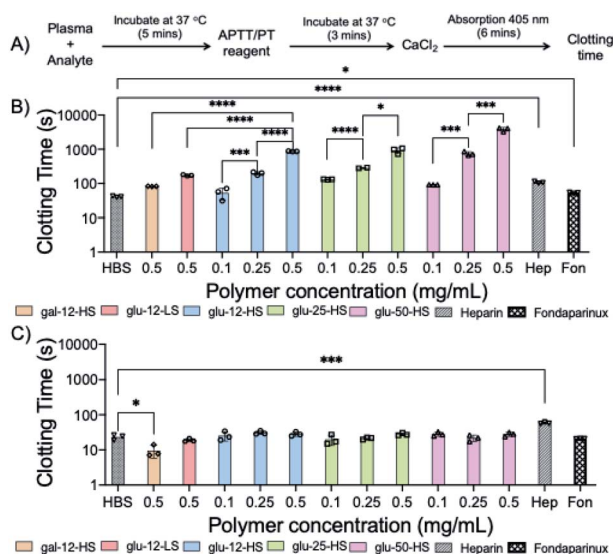 A) Plasma + Analyte Incubate at 37 °C (5 mins) APTT/PT reagent Incubate at 37 °C (3 mins) CaCl2 Absorption 405 nm (6 mins) Clotting time
*
****
B)
**** *
**** ***
**** **** ***
***
Clotting Time (s)
10000
1000
100
10
1
HBS 0.5 0.5 0.1 0.25 0.5 0.1 0.25 0.5 0.1 0.25 0.5 Hep Fon
Polymer concentration (mg/mL)
gal-12-HS glu-12-LS glu-12-HS glu-25-HS glu-50-HS Heparin Fondaparinux
C)
***
*
Clotting Time (s)
10000
1000
100
10
1
HBS 0.5 0.5 0.1 0.25 0.5 0.1 0.25 0.5 0.1 0.25 0.5 Hep Fon
Polymer concentration (mg/mL)
gal-12-HS glu-12-LS glu-12-HS glu-25-HS glu-50-HS Heparin Fondaparinux